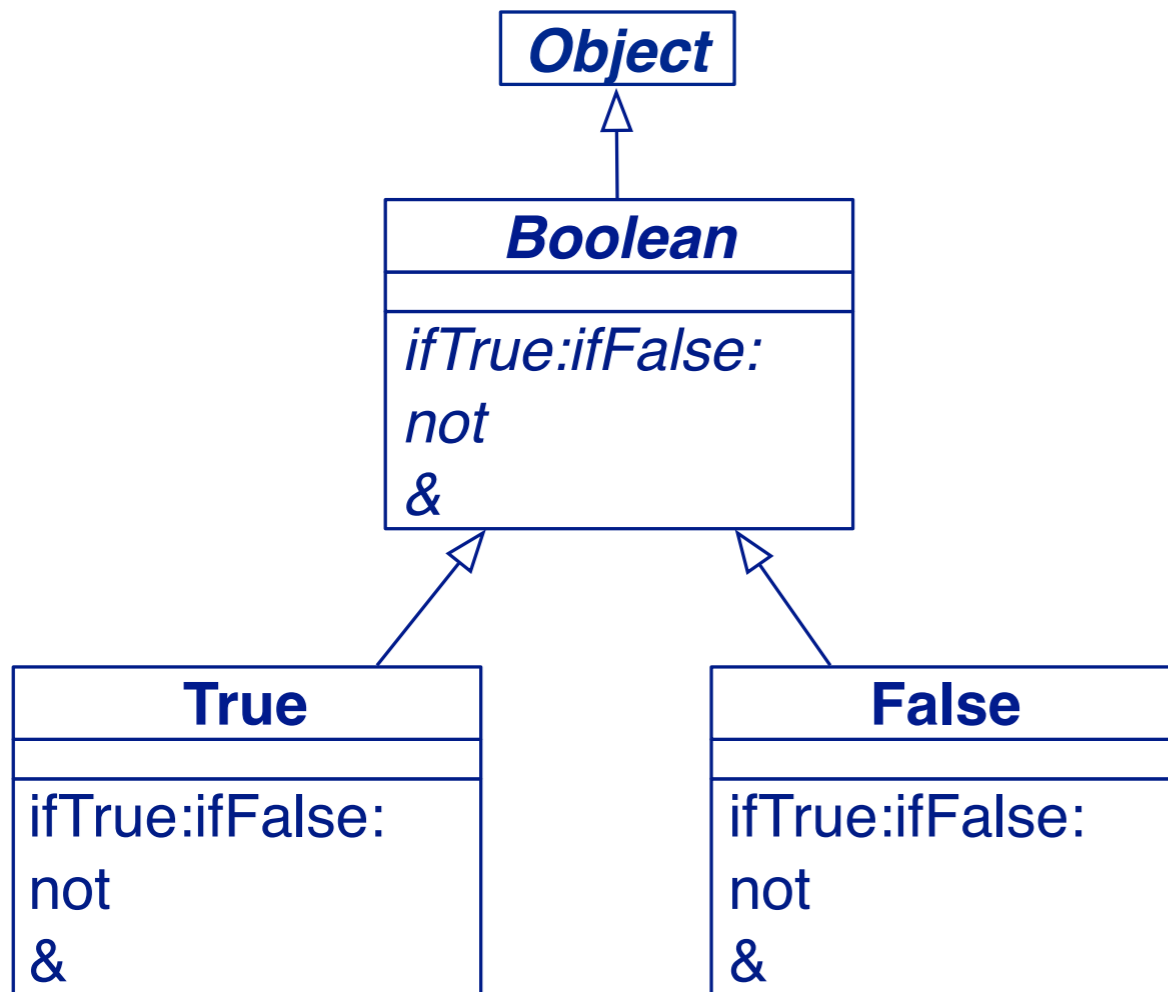 Object
Boolean
ifTrue:ifFalse:
not
&
True
ifTrue:ifFalse:
not
&
False
ifTrue:ifFalse:
not
&